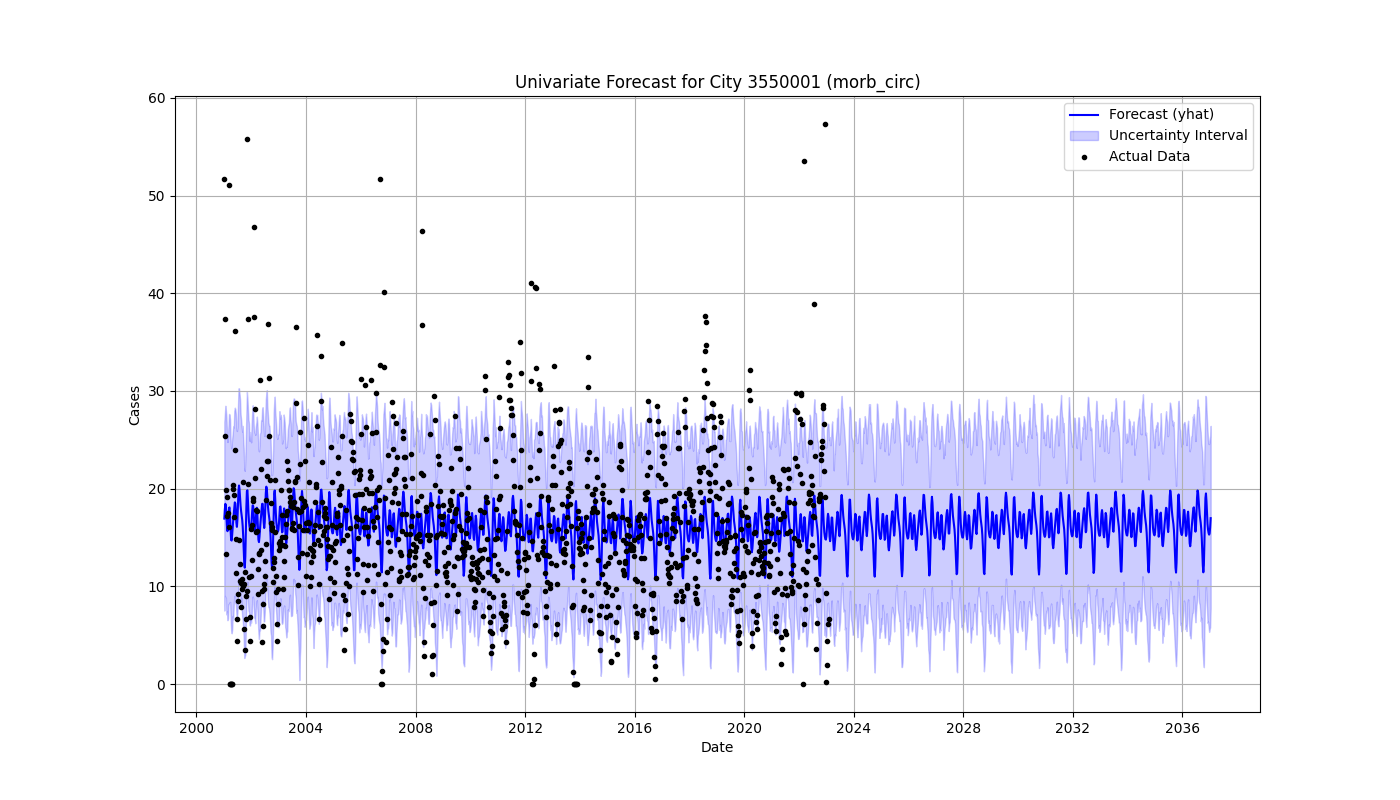 Univariate Forecast for City 3550001 (morb_circ)
Forecast (yhat)
Uncertainty Interval
Actual Data
Cases
60
50
40
30
20
10
0
2000 2004 2008 2012 2016 2020 2024 2028 2032 2036
Date